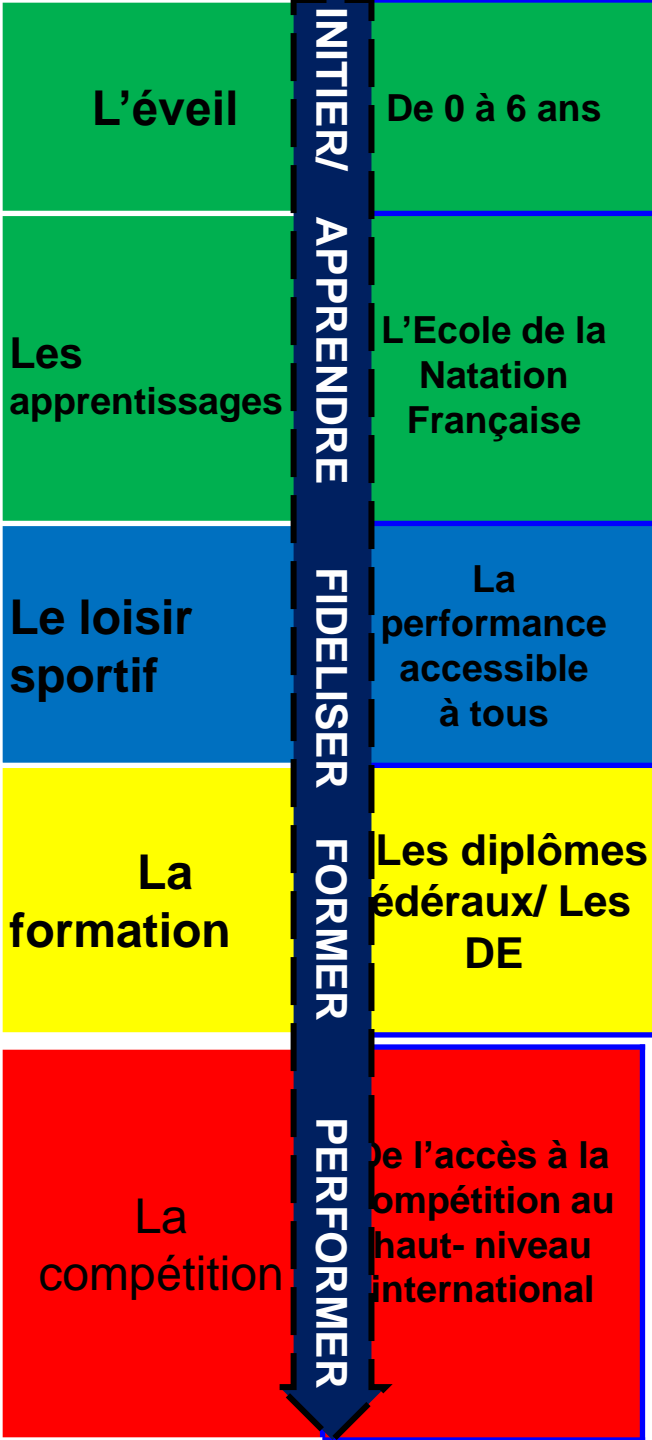 L'éveil
De 0 à 6 ans
Les
apprentissages
L'Ecole de la
Natation
Française
Le loisir
sportif
La
performance
accessible
à tous
La
formation
Les diplômes
édéraux/ Les
DE
La
compétition
De l'accès à la
ompétition au
haut- niveau
international
INITIER/ APPRENDRE FIDELISER FORMER PERFORMER